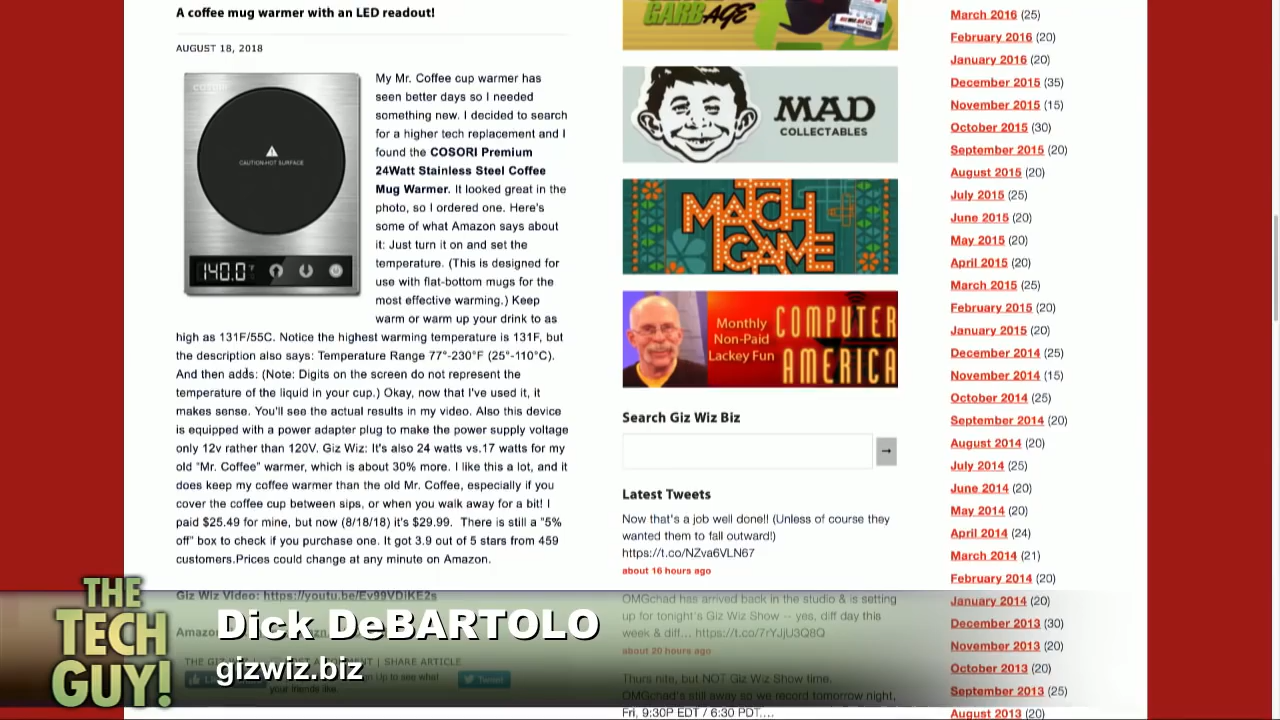 A coffee mug warmer with an LED readout!
AUGUST 18, 2018
COSORI
CAUTION-HOT SURFACE
140.0°F
My Mr. Coffee cup warmer has
seen better days so I needed
something new. I decided to search
for a higher tech replacement and I
found the COSORI Premium
24Watt Stainless Steel Coffee
Mug Warmer. It looked great in the
photo, so I ordered one. Here's
some of what Amazon says about
it: Just turn it on and set the
temperature. (This is designed for
use with flat-bottom mugs for the
most effective warming.) Keep
warm or warm up your drink to as
high as 131F/55C. Notice the highest warming temperature is 131F, but
the description also says: Temperature Range 77°-230°F (25°-110°C).
And then adds: (Note: Digits on the screen do not represent the
temperature of the liquid in your cup.) Okay, now that I've used it, it
makes sense. You'll see the actual results in my video. Also this device
is equipped with a power adapter plug to make the power supply voltage
only 12v rather than 120V. Giz Wiz: It's also 24 watts vs.17 watts for my
old "Mr. Coffee" warmer, which is about 30% more. I like this a lot, and it
does keep my coffee warmer than the old Mr. Coffee, especially if you
cover the coffee cup between sips, or when you walk away for a bit! I
paid $25.49 for mine, but now (8/18/18) it's $29.99.  There is still a "5%
off" box to check if you purchase one. It got 3.9 out of 5 stars from 459
customers.Prices could change at any minute on Amazon.
Giz Wiz Video: https://youtu.be/Ev99VDiKE2s
Amazon
SHARE ARTICLE
Sign Up to see what
your friends like.
Tweet
GARBAGE
MAD
COLLECTABLES
MATCH
GAME
Monthly
Non-Paid
Lackey Fun
COMPUTER
AMERICA
Search Giz Wiz Biz
→
Latest Tweets
Now that's a job well done!! (Unless of course they
wanted them to fall outward!)
https://t.co/NZva6VLN67
about 16 hours ago
OMGchad has arrived back in the studio & is setting
up for tonight's Giz Wiz Show -- yes, diff day this
week & diff... https://t.co/7rYJjU3Q8Q
about 20 hours ago
Thurs nite, but NOT Giz Wiz Show time.
OMGchad's still away so we record tomorrow night,
Fri, 9:30P EDT / 6:30 PDT....
March 2016 (25)
February 2016 (20)
January 2016 (20)
December 2015 (35)
November 2015 (15)
October 2015 (30)
September 2015 (20)
August 2015 (20)
July 2015 (25)
June 2015 (20)
May 2015 (20)
April 2015 (20)
March 2015 (25)
February 2015 (20)
January 2015 (20)
December 2014 (25)
November 2014 (15)
October 2014 (25)
September 2014 (20)
August 2014 (20)
July 2014 (25)
June 2014 (20)
May 2014 (20)
April 2014 (24)
March 2014 (21)
February 2014 (20)
January 2014 (20)
December 2013 (30)
November 2013 (20)
October 2013 (20)
September 2013 (25)
August 2013 (20)
THE
TECH
GUY!
Dick DeBARTOLO
gizwiz.biz